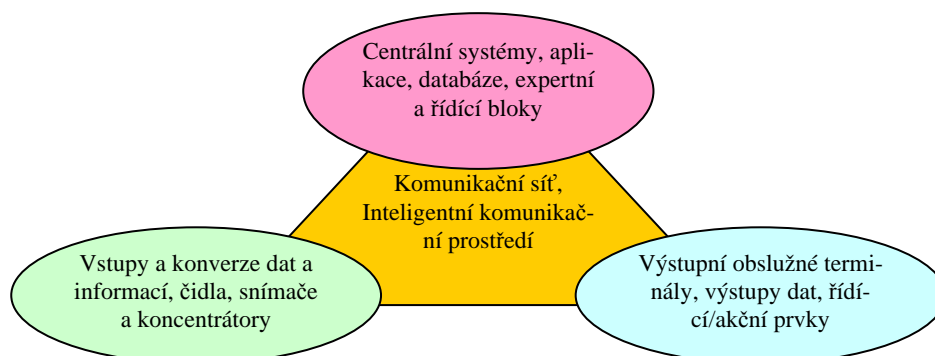 Centrální systémy, apli-
kace, databáze, expertní
a řídící bloky
Komunikační síť,
Inteligentní komunikač-
ní prostředí
Vstupy a konverze dat a
informací, čidla, snímače
a koncentrátory
Výstupní obslužné termi-
nály, výstupy dat, řídí-
cí/akční prvky